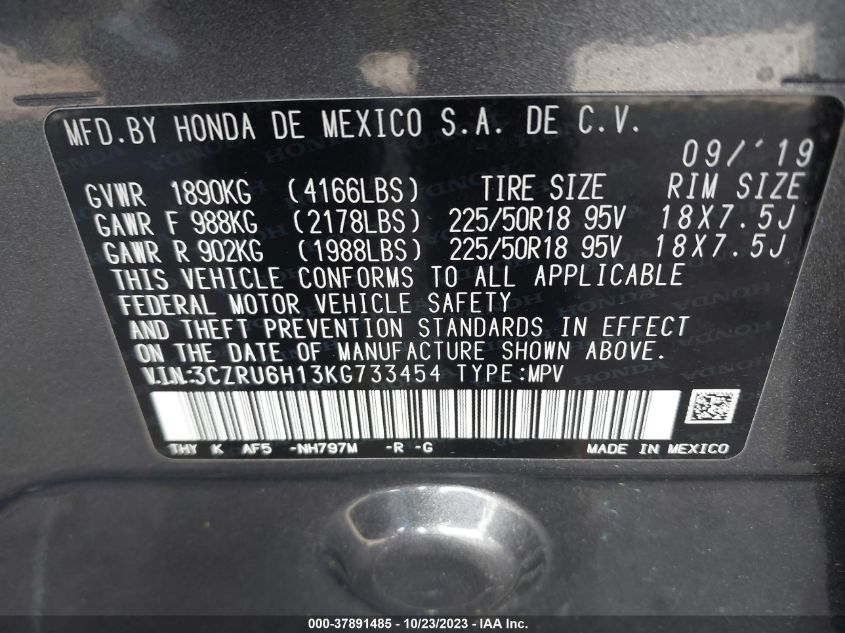 MFD.BY HONDA DE MEXICO S.A. DE C.V.
09/'19
GVWR 1890KG (4166LBS) TIRE SIZE RIM SIZE
GAWR F 988KG (2178LBS) 225/50R18 95V 18X7.5J
GAWR R 902KG (1988LBS) 225/50R18 95V 18X7.5J
THIS VEHICLE CONFORMS TO ALL APPLICABLE
FEDERAL MOTOR VEHICLE SAFETY
AND THEFT PREVENTION STANDARDS IN EFFECT
ON THE DATE OF MANUFACTURE SHOWN ABOVE.
V.I.N:3CZRU6H13KG733454 TYPE:MPV
THY K AF5 -NH797M -R -G MADE IN MEXICO
000-37891485 - 10/23/2023 - Copyright © 2023 IAA, Inc.